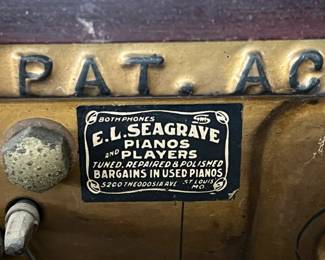 PAT. AC
BOTH PHONES
E.L. SEAGRAVE
PIANOS
AND PLAYERS
TUNED, REPAIRED & POLISHED
BARGAINS IN USED PIANOS
5200 THEODOSIA AVE. ST. LOUIS
MO.